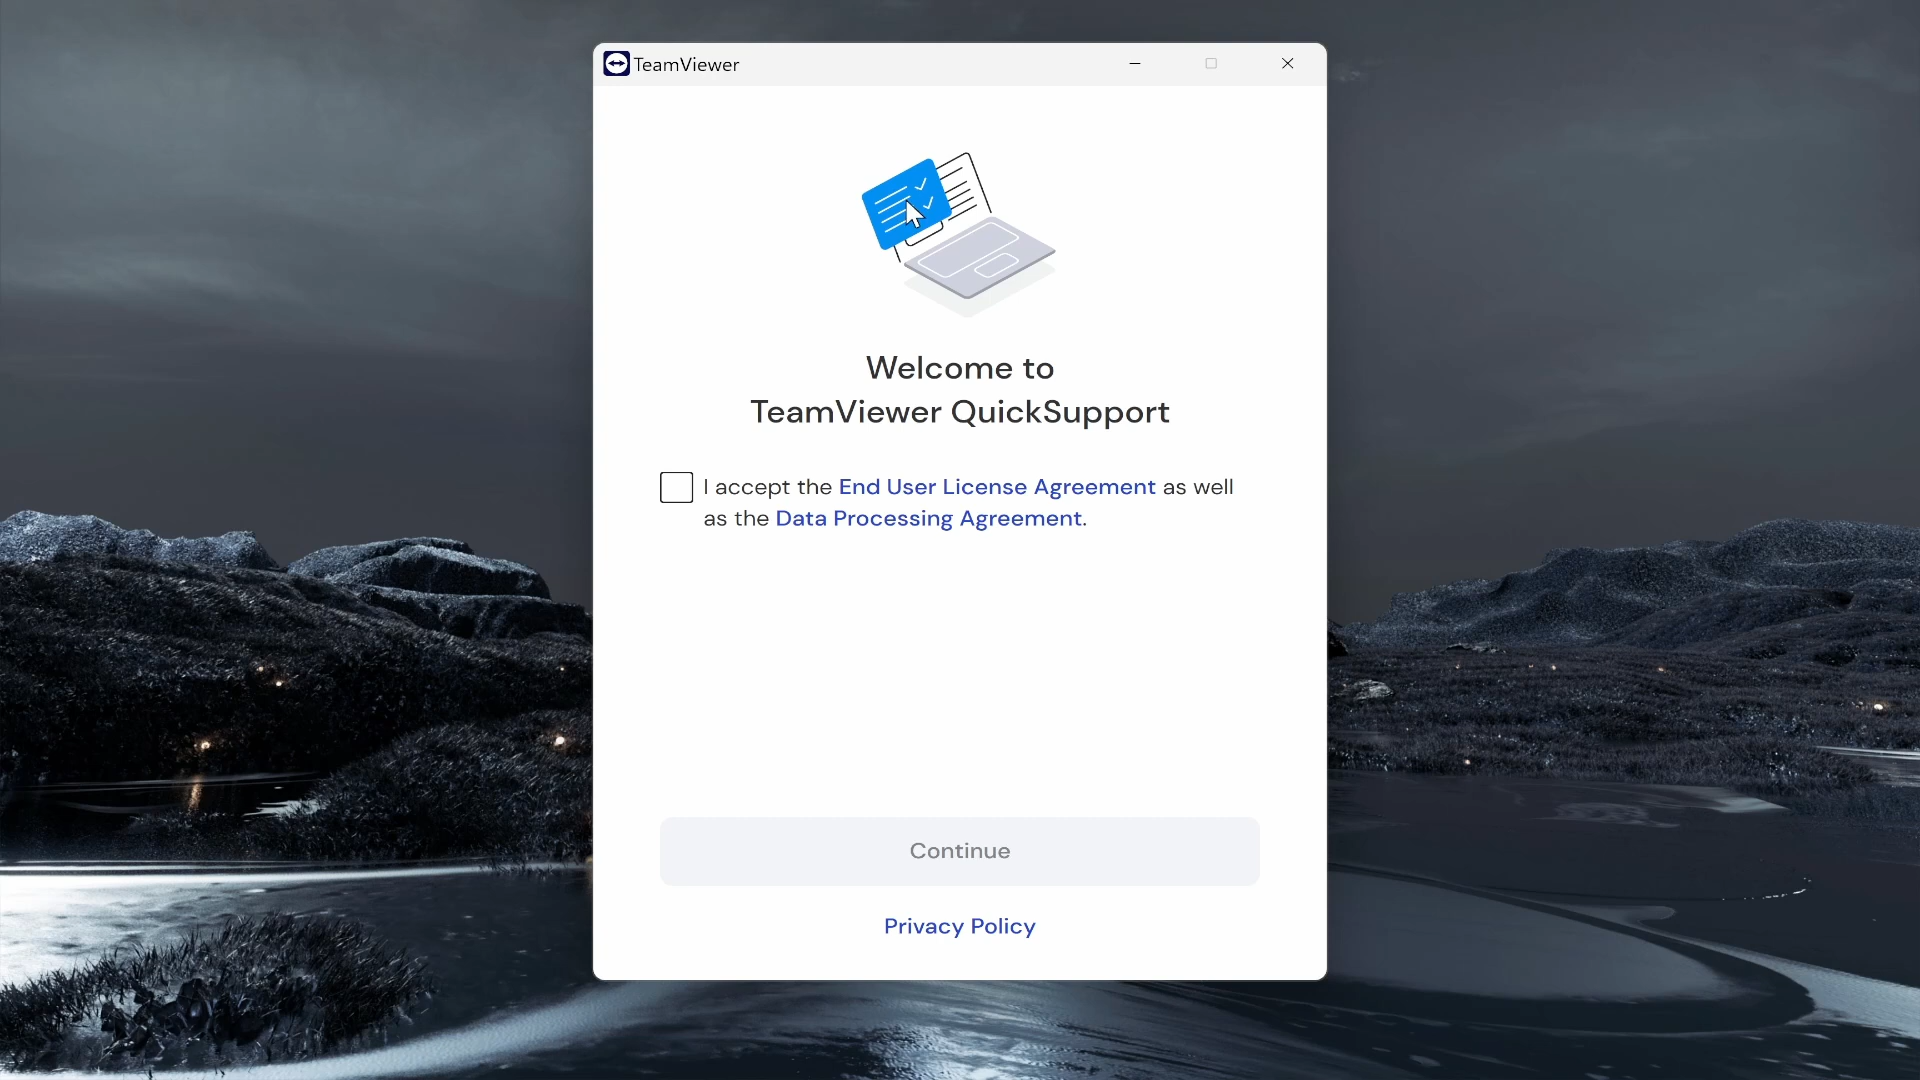 TeamViewer
Welcome to
TeamViewer QuickSupport
I accept the End User License Agreement as well
as the Data Processing Agreement.
Continue
Privacy Policy